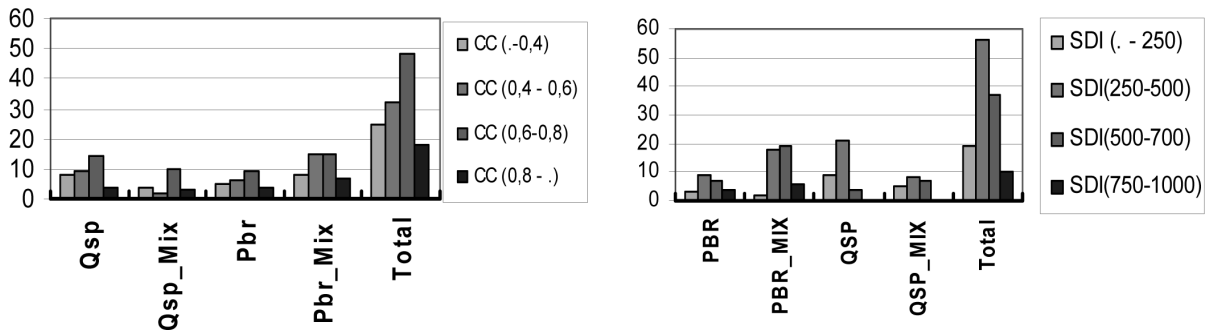 60
50
40
30
20
10
0
Qsp
Qsp_Mix
Pbr
Pbr_Mix
Total
CC (.-0,4)
CC (0,4 - 0,6)
CC (0,6-0,8)
CC (0,8 - .)
60
50
40
30
20
10
0
PBR
PBR_MIX
QSP
QSP_MIX
Total
SDI (. - 250)
SDI(250-500)
SDI(500-700)
SDI(750-1000)